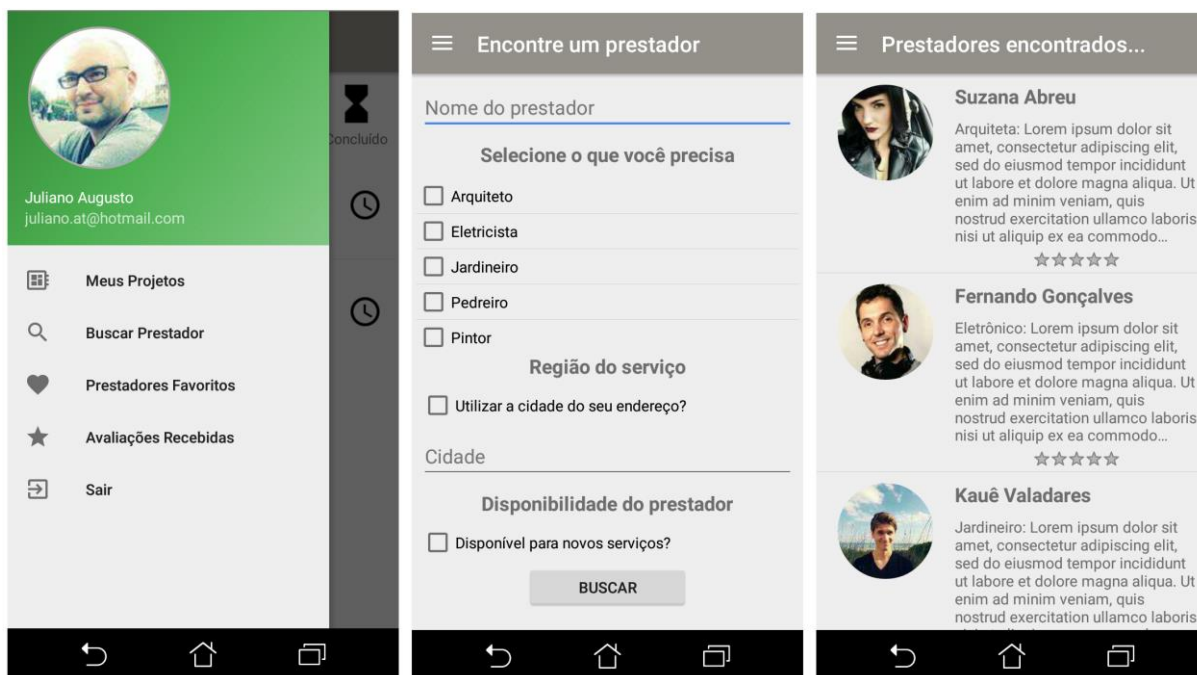 Concluído
Juliano Augusto
juliano.at@hotmail.com
Meus Projetos
Buscar Prestador
Prestadores Favoritos
Avaliações Recebidas
Sair
Encontre um prestador
Nome do prestador
Selecione o que você precisa
Arquiteto
Eletricista
Jardineiro
Pedreiro
Pintor
Região do serviço
Utilizar a cidade do seu endereço?
Cidade
Disponibilidade do prestador
Disponível para novos serviços?
BUSCAR
Prestadores encontrados...
Suzana Abreu
Arquiteta: Lorem ipsum dolor sit
amet, consectetur adipiscing elit,
sed do eiusmod tempor incididunt
ut labore et dolore magna aliqua. Ut
enim ad minim veniam, quis
nostrud exercitation ullamco laboris
nisi ut aliquip ex ea commodo...
Fernando Gonçalves
Eletrônico: Lorem ipsum dolor sit
amet, consectetur adipiscing elit,
sed do eiusmod tempor incididunt
ut labore et dolore magna aliqua. Ut
enim ad minim veniam, quis
nostrud exercitation ullamco laboris
nisi ut aliquip ex ea commodo...
Kauê Valadares
Jardineiro: Lorem ipsum dolor sit
amet, consectetur adipiscing elit,
sed do eiusmod tempor incididunt
ut labore et dolore magna aliqua. Ut
enim ad minim veniam, quis
nostrud exercitation ullamco laboris